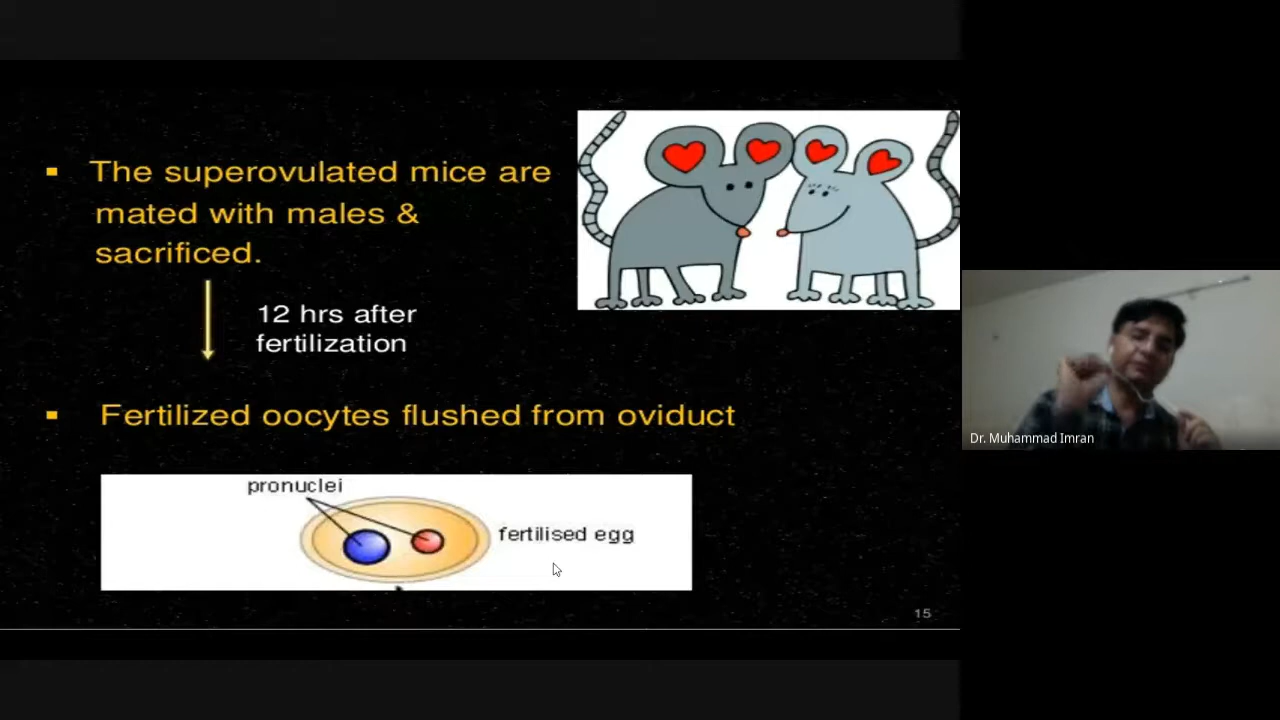 ▪ The superovulated mice are
mated with males &
sacrificed.
12 hrs after
fertilization
▪ Fertilized oocytes flushed from oviduct
pronuclei
fertilised egg
15
Dr. Muhammad Imran